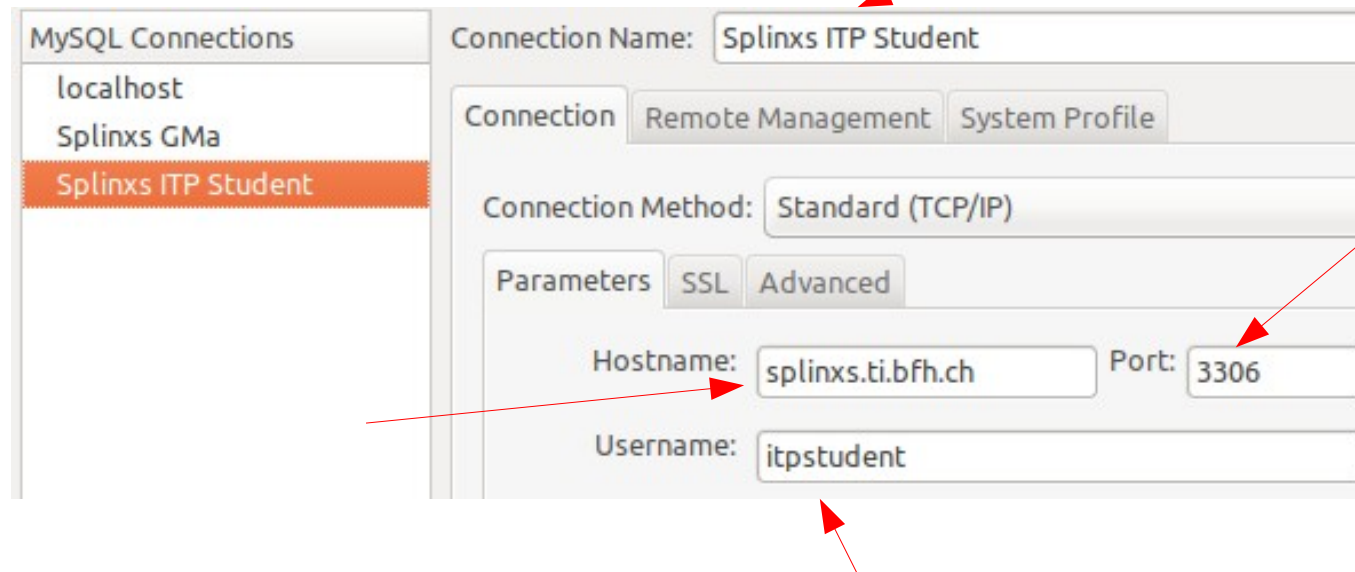 MySQL Connections
localhost
Splinxs GMa
Splinxs ITP Student
Connection Name: Splinxs ITP Student
Connection Remote Management System Profile
Connection Method: Standard (TCP/IP)
Parameters SSL Advanced
Hostname: splinxs.ti.bfh.ch Port: 3306
Username: itpstudent